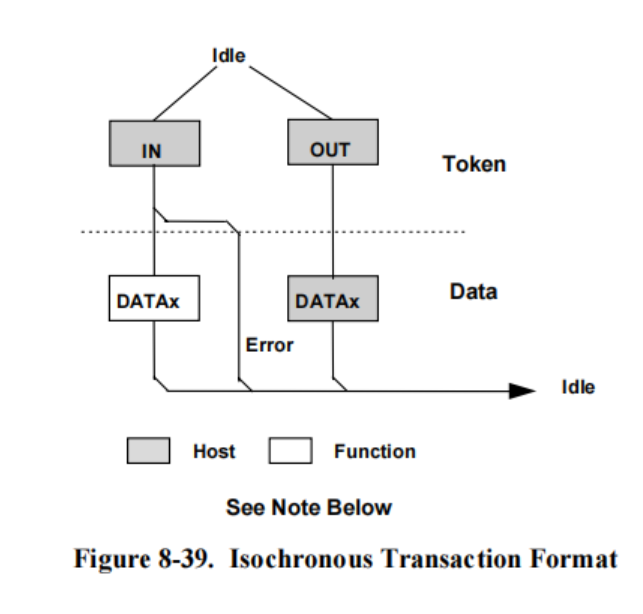 Idle
IN
OUT
Token
DATAx
DATAx
Data
Error
Idle
Host
Function
See Note Below
Figure 8-39. Isochronous Transaction Format